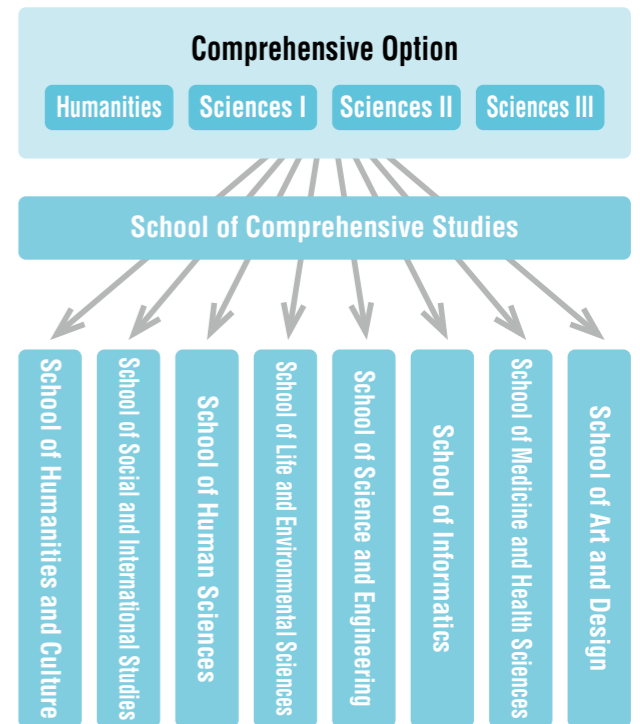 Comprehensive Option
Humanities
Sciences I
Sciences II
Sciences III
School of Comprehensive Studies
School of Humanities and Culture
School of Social and International Studies
School of Human Sciences
School of Life and Environmental Sciences
School of Science and Engineering
School of Informatics
School of Medicine and Health Sciences
School of Art and Design